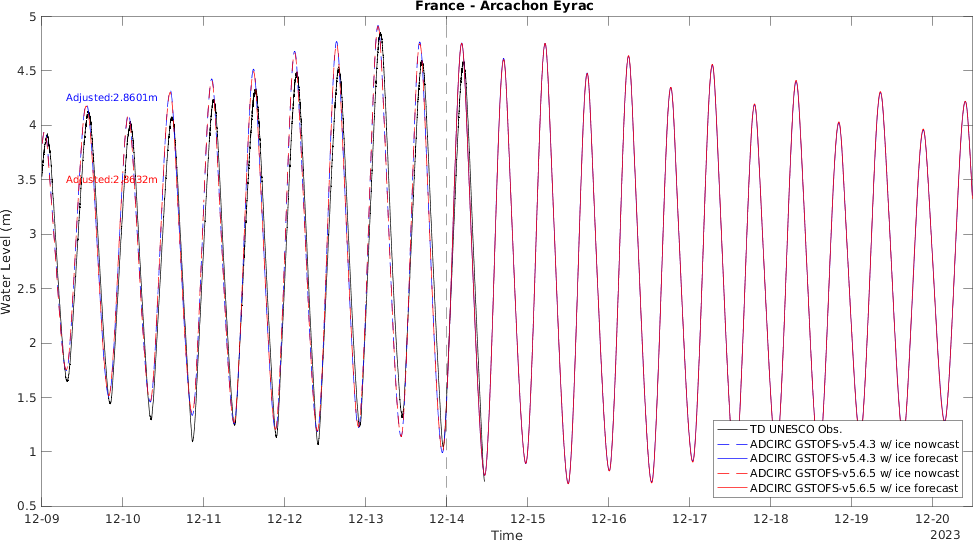 France - Arcachon Eyrac
Water Level (m)
5
4.5
4
3.5
3
2.5
2
1.5
1
0.5
Adjusted:2.8601m
Adjusted:2.8632m
TD UNESCO Obs.
ADCIRC GSTOFS-v5.4.3 w/ ice nowcast
ADCIRC GSTOFS-v5.4.3 w/ ice forecast
ADCIRC GSTOFS-v5.6.5 w/ ice nowcast
ADCIRC GSTOFS-v5.6.5 w/ ice forecast
12-09 12-10 12-11 12-12 12-13 12-14 12-15 12-16 12-17 12-18 12-19 12-20
2023
Time